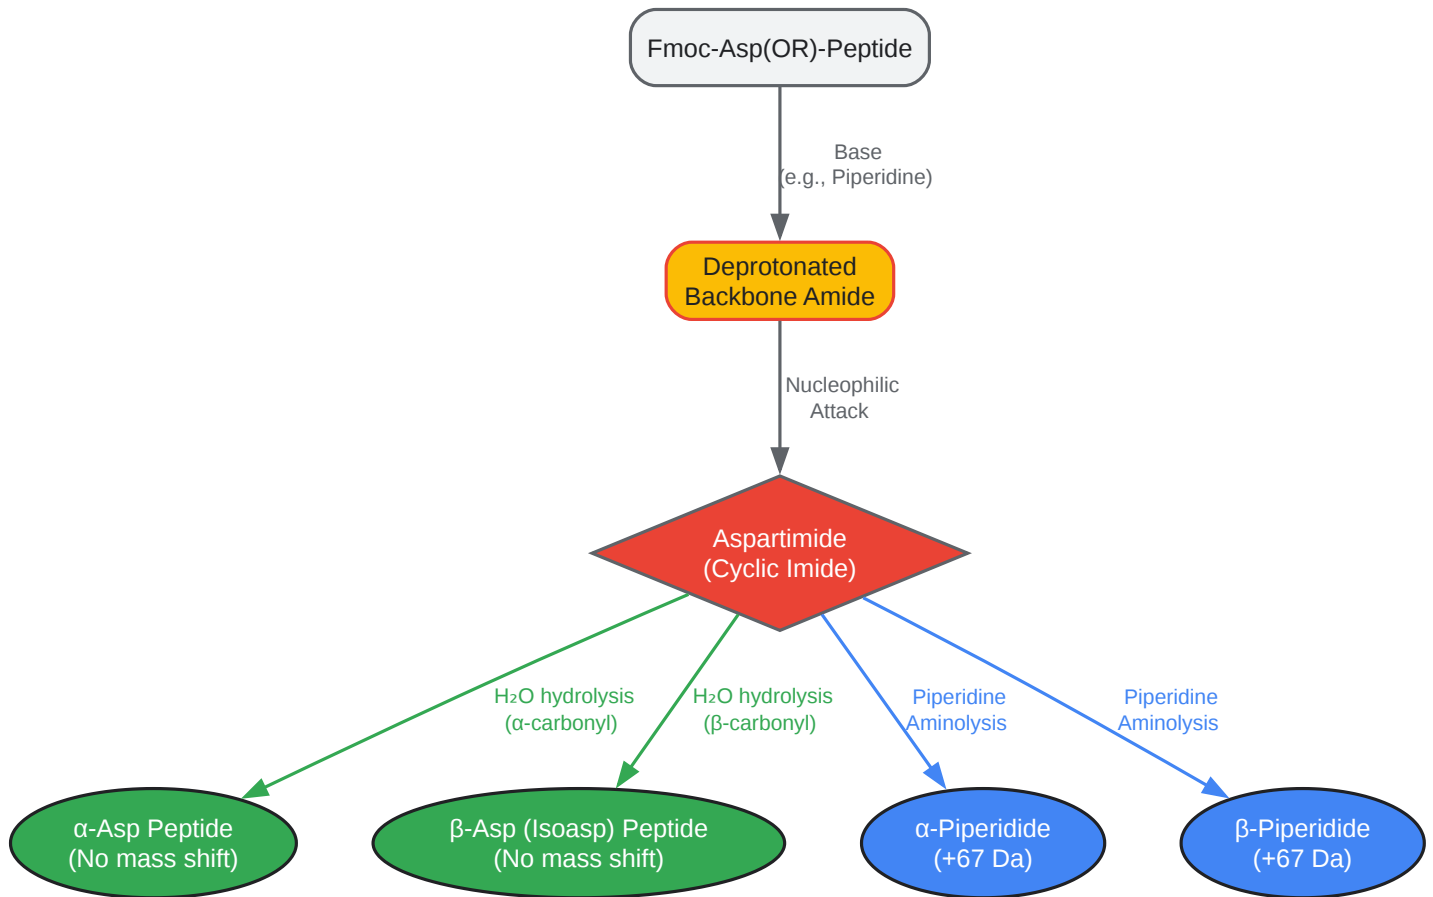 Fmoc-Asp(OR)-Peptide
Base
(e.g., Piperidine)
Deprotonated
Backbone Amide
Nucleophilic
Attack
Aspartimide
(Cyclic Imide)
H₂O hydrolysis
(α-carbonyl)
H₂O hydrolysis
(β-carbonyl)
Piperidine
Aminolysis
Piperidine
Aminolysis
α-Asp Peptide
(No mass shift)
β-Asp (Isoasp) Peptide
(No mass shift)
α-Piperidide
(+67 Da)
β-Piperidide
(+67 Da)